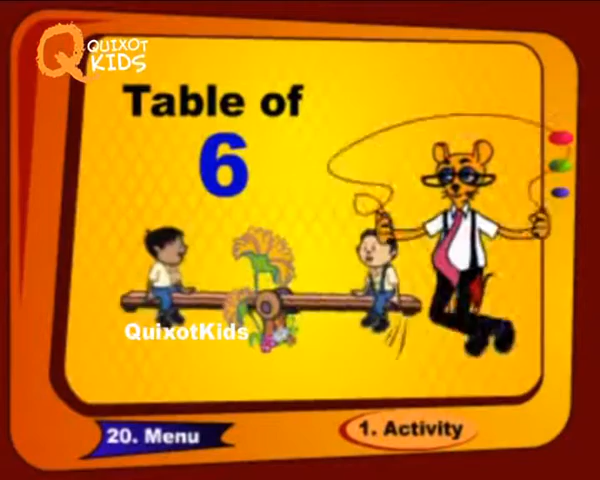 QUIXOT
KIDS
Table of
6
QuixotKids
20. Menu
1. Activity